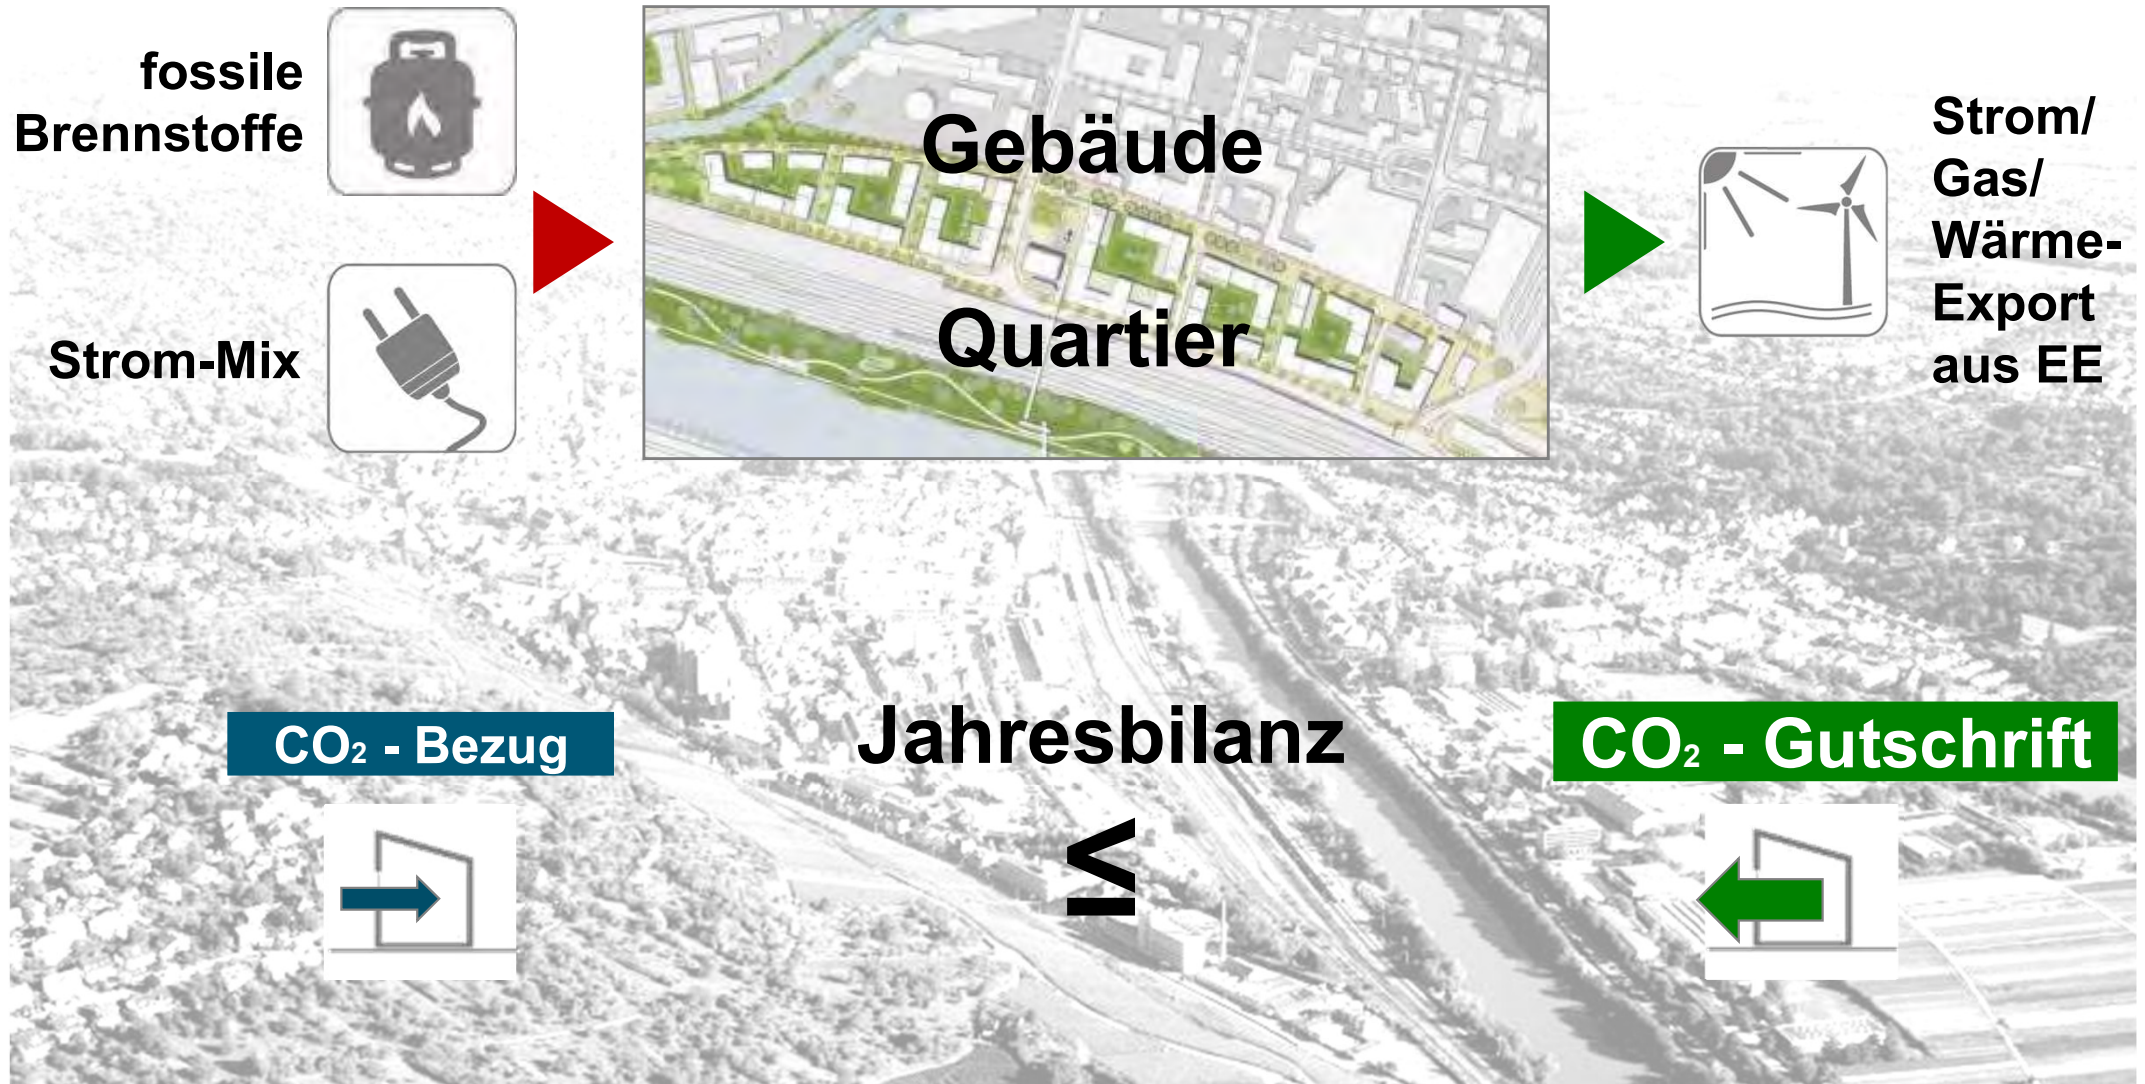 fossile
Brennstoffe
Strom-Mix
Gebäude
Quartier
Strom/
Gas/
Wärme-
Export
aus EE
CO₂ - Bezug
Jahresbilanz
≤
CO₂ - Gutschrift